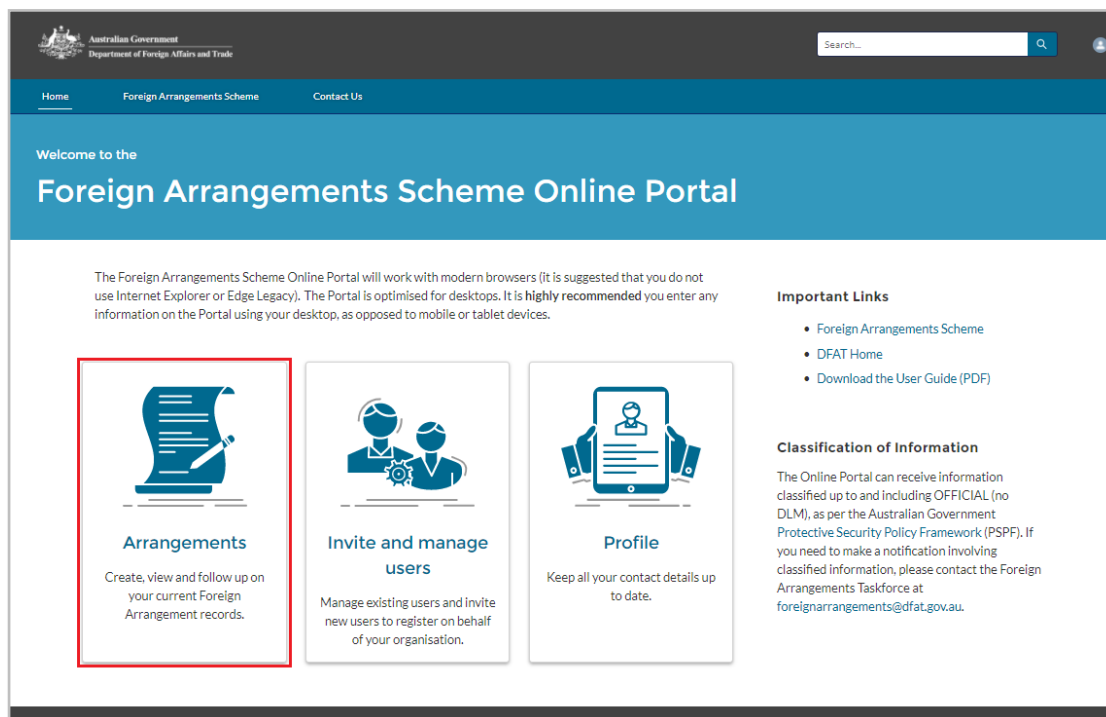 Australian Government
Department of Foreign Affairs and Trade
Search...
Home
Foreign Arrangements Scheme
Contact Us
Welcome to the
Foreign Arrangements Scheme Online Portal
The Foreign Arrangements Scheme Online Portal will work with modern browsers (it is suggested that you do not
use Internet Explorer or Edge Legacy). The Portal is optimised for desktops. It is highly recommended you enter any
information on the Portal using your desktop, as opposed to mobile or tablet devices.
Arrangements
Create, view and follow up on
your current Foreign
Arrangement records.
Invite and manage
users
Manage existing users and invite
new users to register on behalf
of your organisation.
Profile
Keep all your contact details up
to date.
Important Links
Foreign Arrangements Scheme
DFAT Home
Download the User Guide (PDF)
Classification of Information
The Online Portal can receive information
classified up to and including OFFICIAL (no
DLM), as per the Australian Government
Protective Security Policy Framework (PSPF). If
you need to make a notification involving
classified information, please contact the Foreign
Arrangements Taskforce at
foreignarrangements@dfat.gov.au.